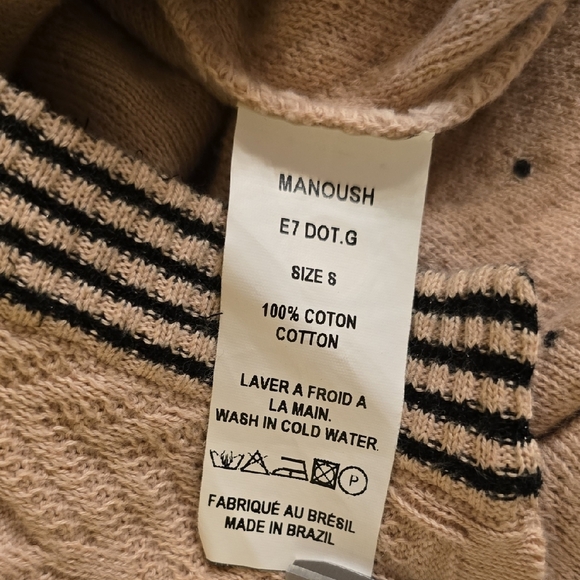 MANOUSH
E7 DOT.G
SIZE S
100% COTON
COTTON
LAVER A FROID A
LA MAIN.
WASH IN COLD WATER.
P
FABRIQUÉ AU BRÉSIL
MADE IN BRAZIL